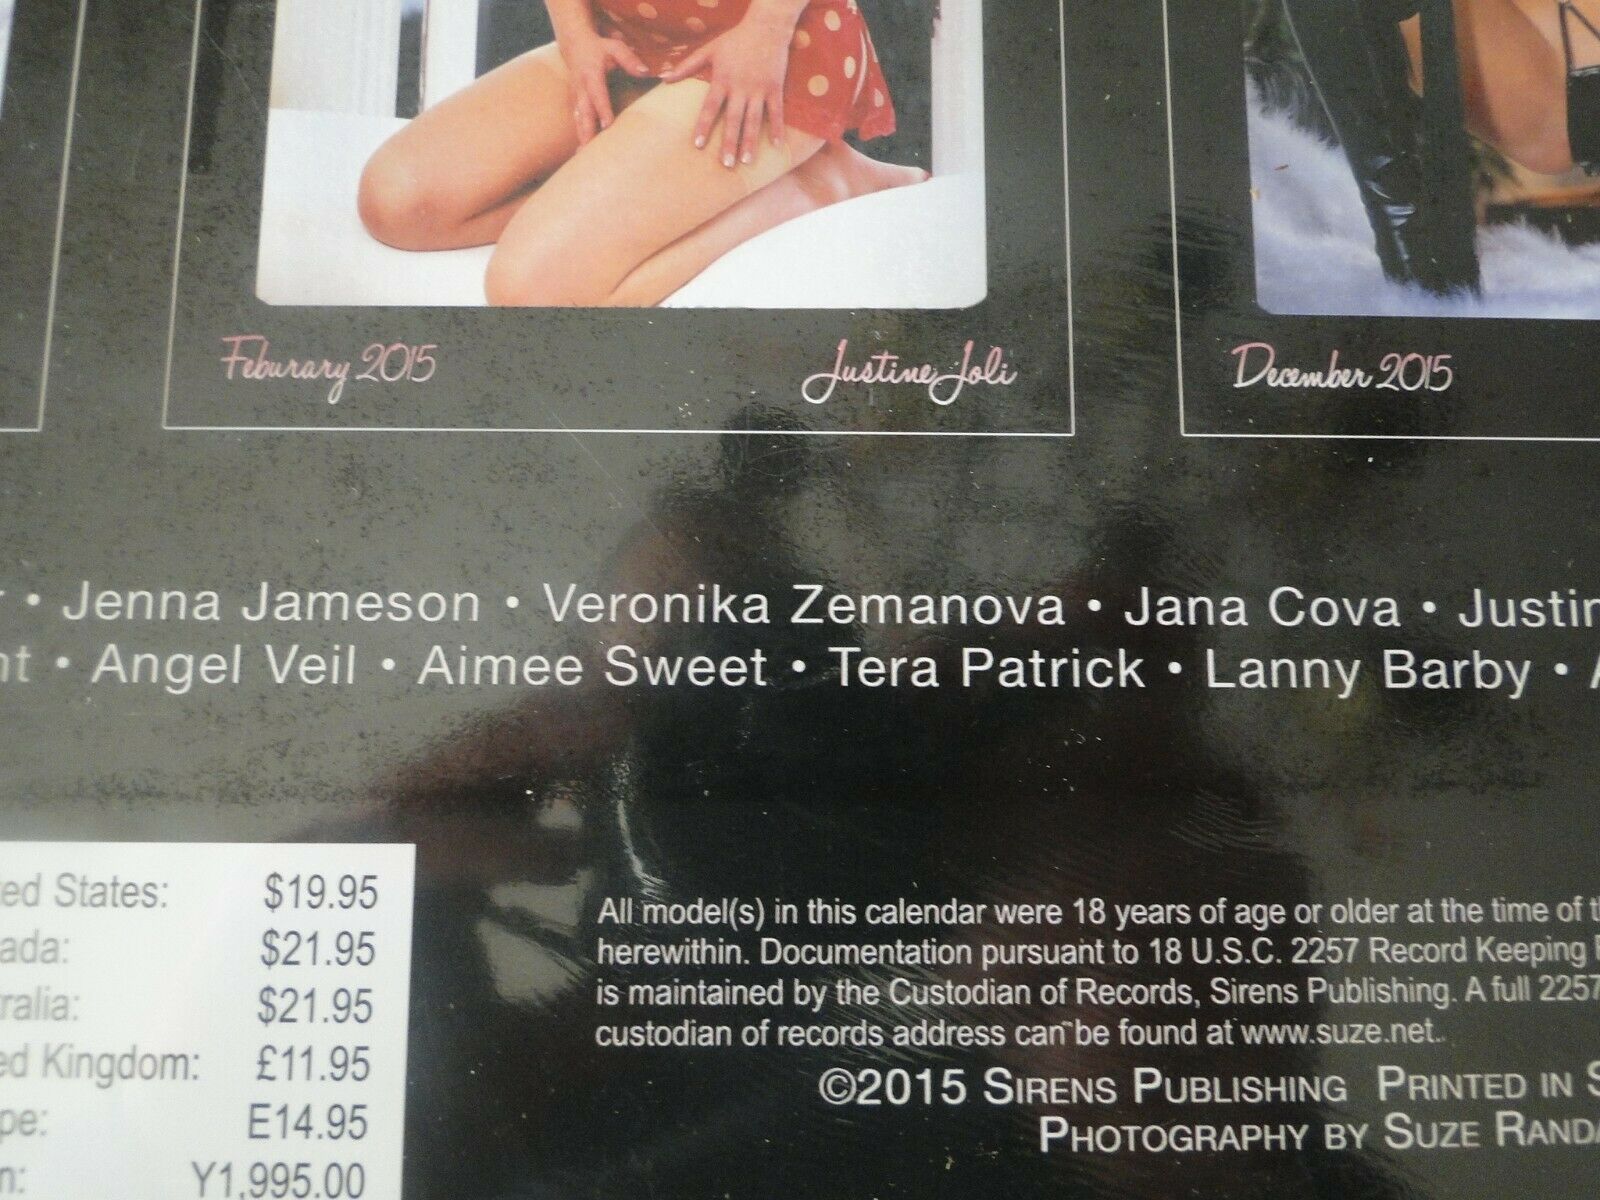 Feburary 2015 Justine Joli December 2015
• Jenna Jameson • Veronika Zemanova • Jana Cova • Justin
nt • Angel Veil • Aimee Sweet • Tera Patrick • Lanny Barby • A
ted States: $19.95
ada: $21.95
ralia: $21.95
ed Kingdom: £11.95
pe: E14.95
n: Y1,995.00
All model(s) in this calendar were 18 years of age or older at the time of t
herewithin. Documentation pursuant to 18 U.S.C. 2257 Record Keeping
is maintained by the Custodian of Records, Sirens Publishing. A full 2257
custodian of records address can be found at www.suze.net.
©2015 SIRENS PUBLISHING PRINTED IN S
PHOTOGRAPHY BY SUZE RANDA